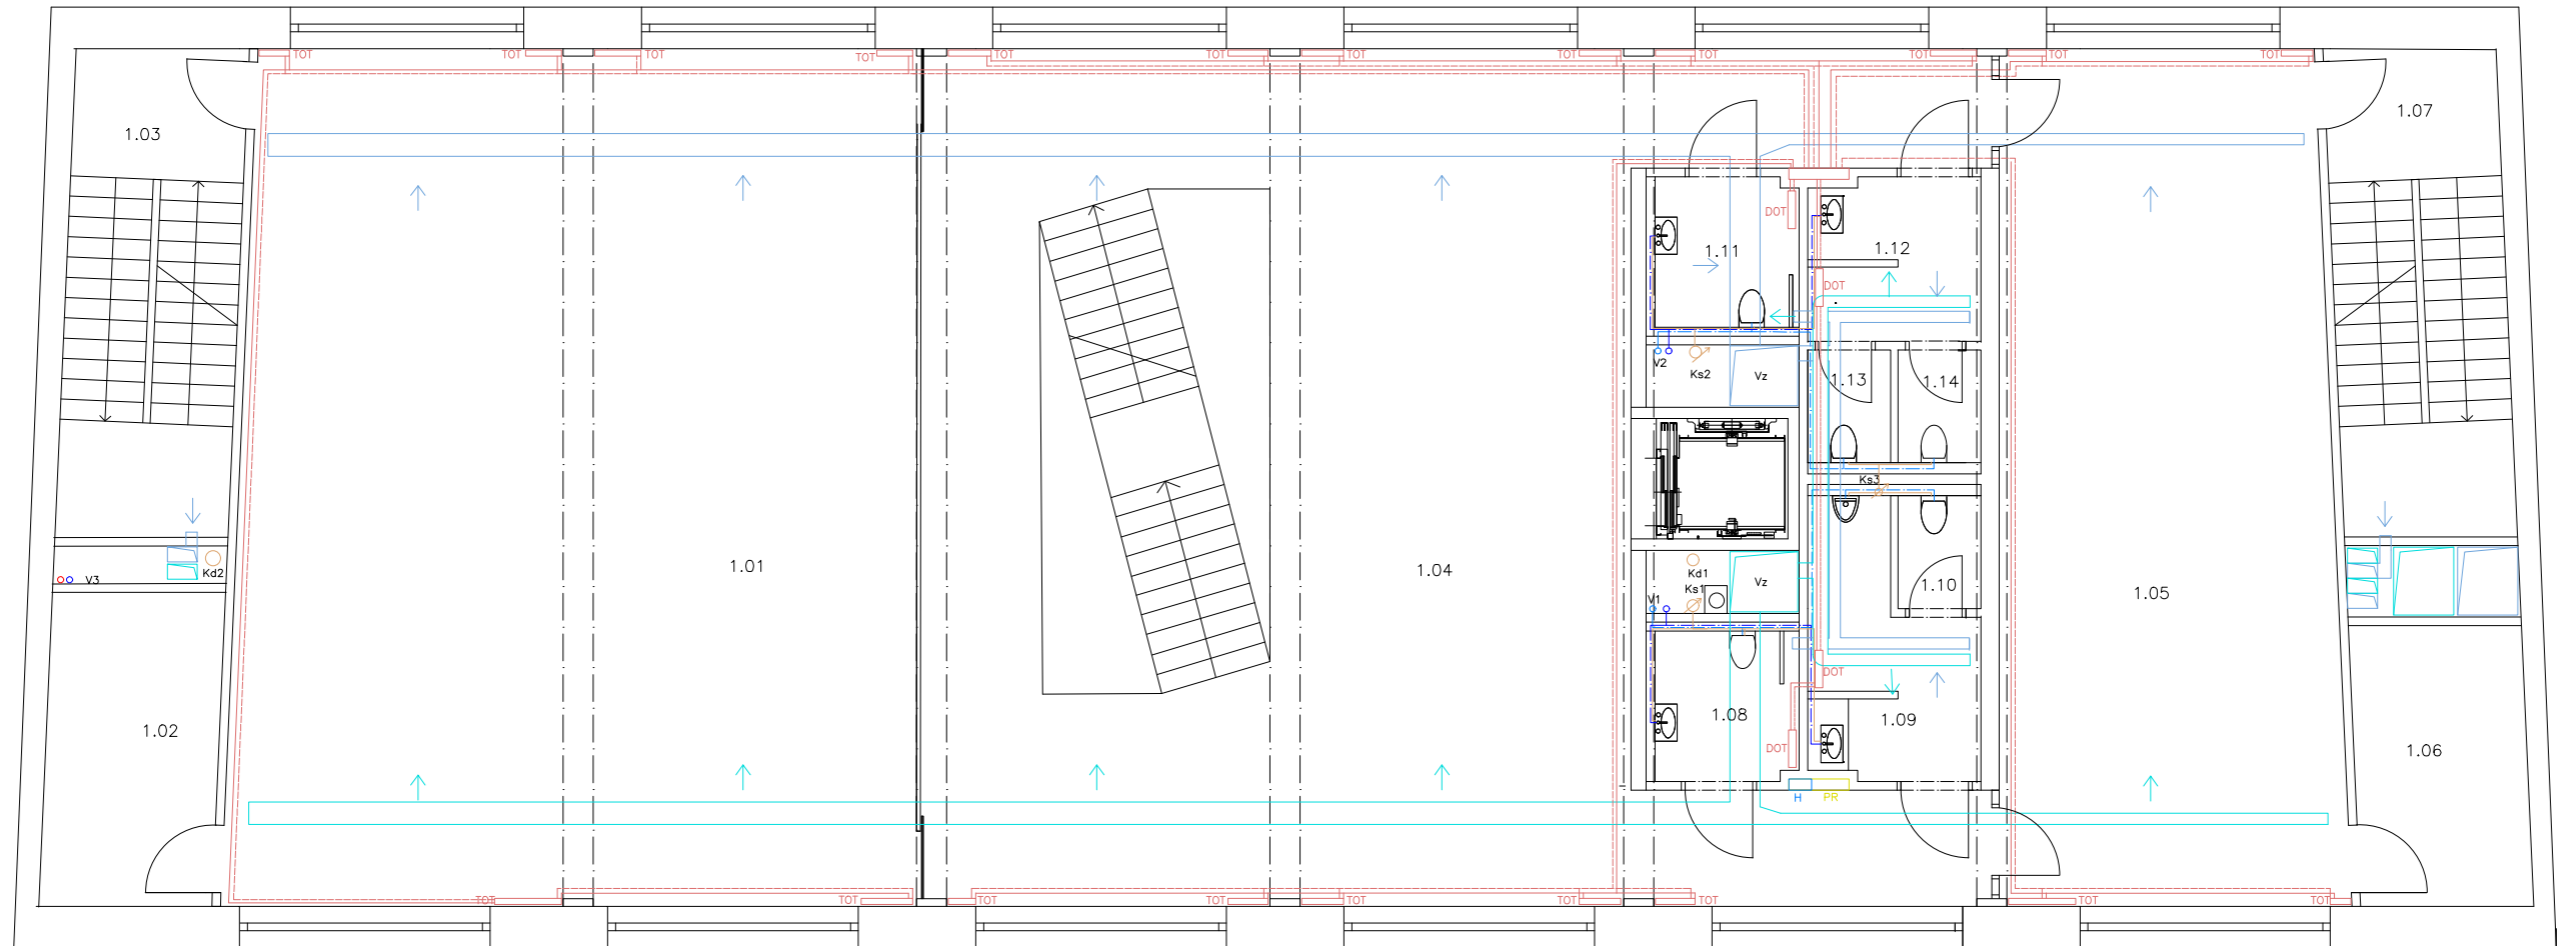 TOT TOT TOT TOT TOT TOT TOT TOT TOT TOT TOT TOT
1.03
1.07
DOT
1.11
1.12
DOT
V2
Ks2
Vz
1.13
1.14
Ks3
1.01
1.04
Kd2
V3
Kd1
Ks1
Vz
V1
1.10
1.05
DOT
1.02
1.08
1.09
DOT
1.06
H PR
TOT TOT TOT TOT TOT TOT TOT TOT TOT